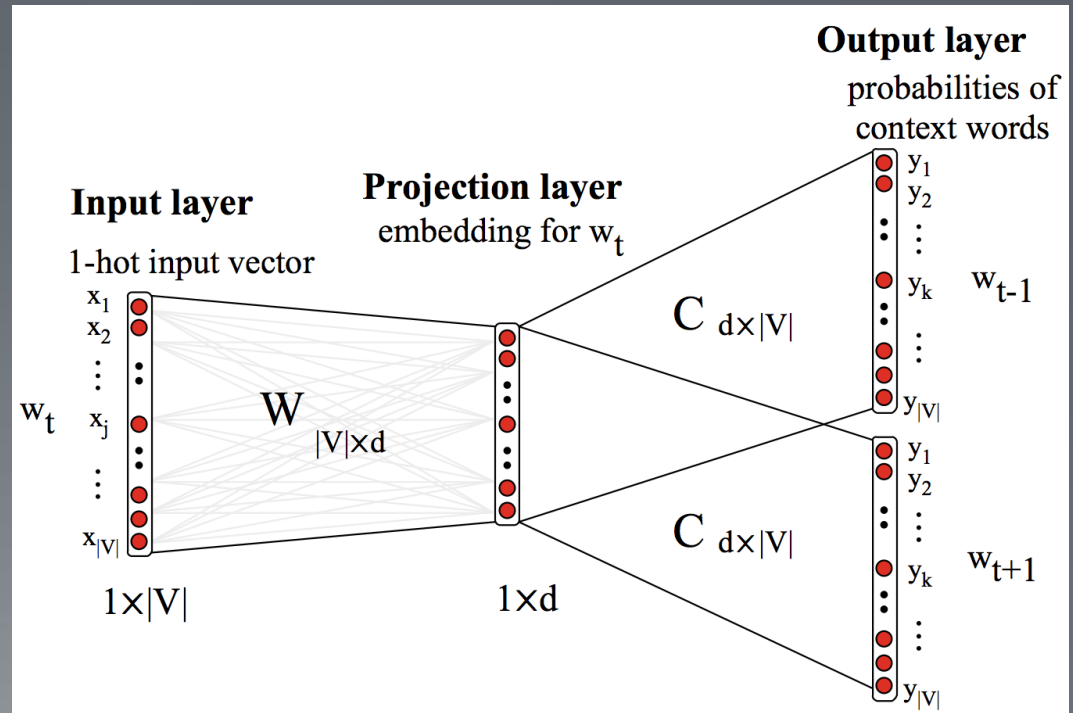 Output layer
probabilities of
context words
Projection layer
embedding for wt
Input layer
1-hot input vector
x1
x2
⋮
wt
xj
⋮
x|V|
1×|V|
W
|V|×d
1×d
C d×|V|
C d×|V|
y1
y2
⋮
yk
wt-1
⋮
y|V|
y1
y2
⋮
yk
wt+1
⋮
y|V|